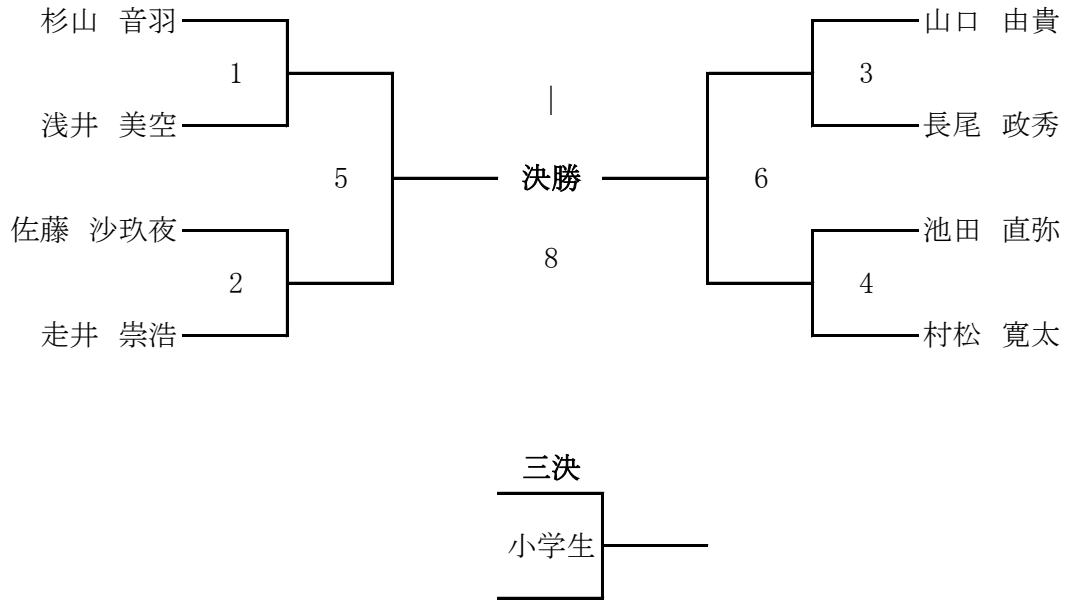 杉山 音羽
1
浅井 美空
5
佐藤 沙玖夜
2
走井 崇浩
|
決勝
8
山口 由貴
3
長尾 政秀
6
池田 直弥
4
村松 寛太
三決
小学生